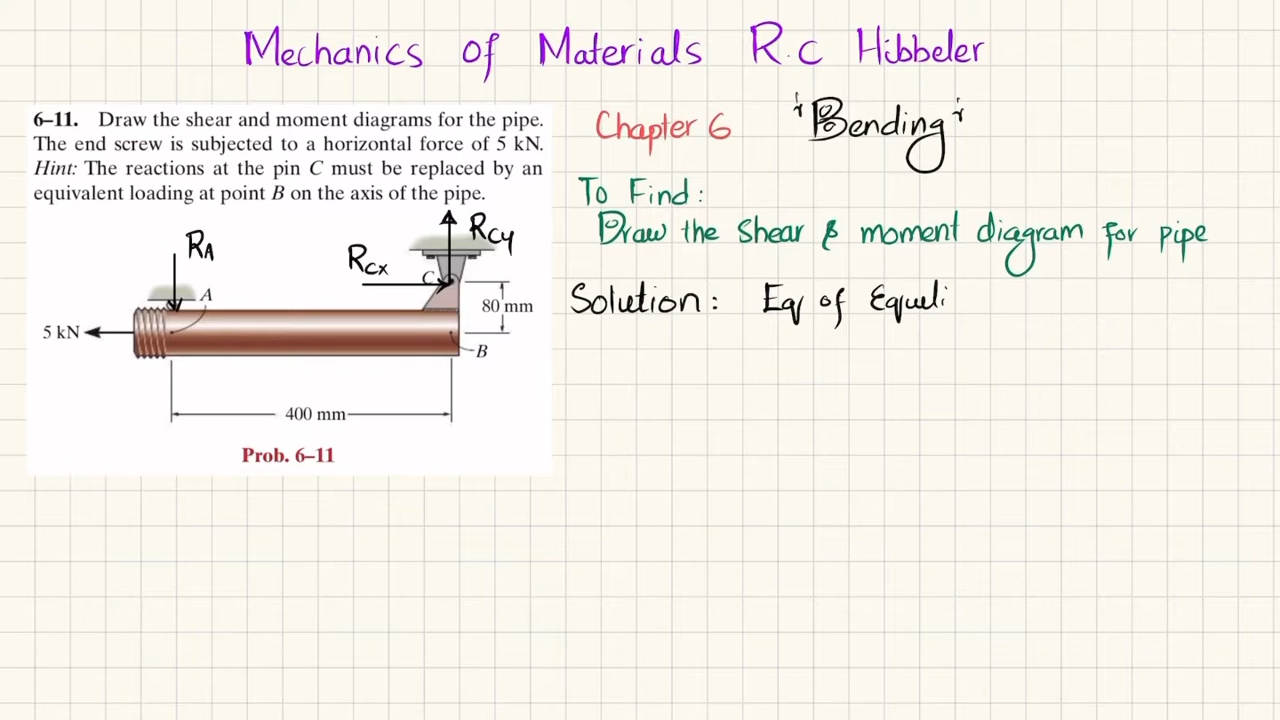 Mechanics of Materials R.C Hibbeler
6–11. Draw the shear and moment diagrams for the pipe.
The end screw is subjected to a horizontal force of 5 kN.
Hint: The reactions at the pin C must be replaced by an
equivalent loading at point B on the axis of the pipe.
RA
RCx
RCy
C
A
80 mm
5 kN
B
400 mm
Prob. 6–11
Chapter 6 "Bending"
To Find:
Draw the Shear & moment diagram for pipe
Solution: Eq of Equeli